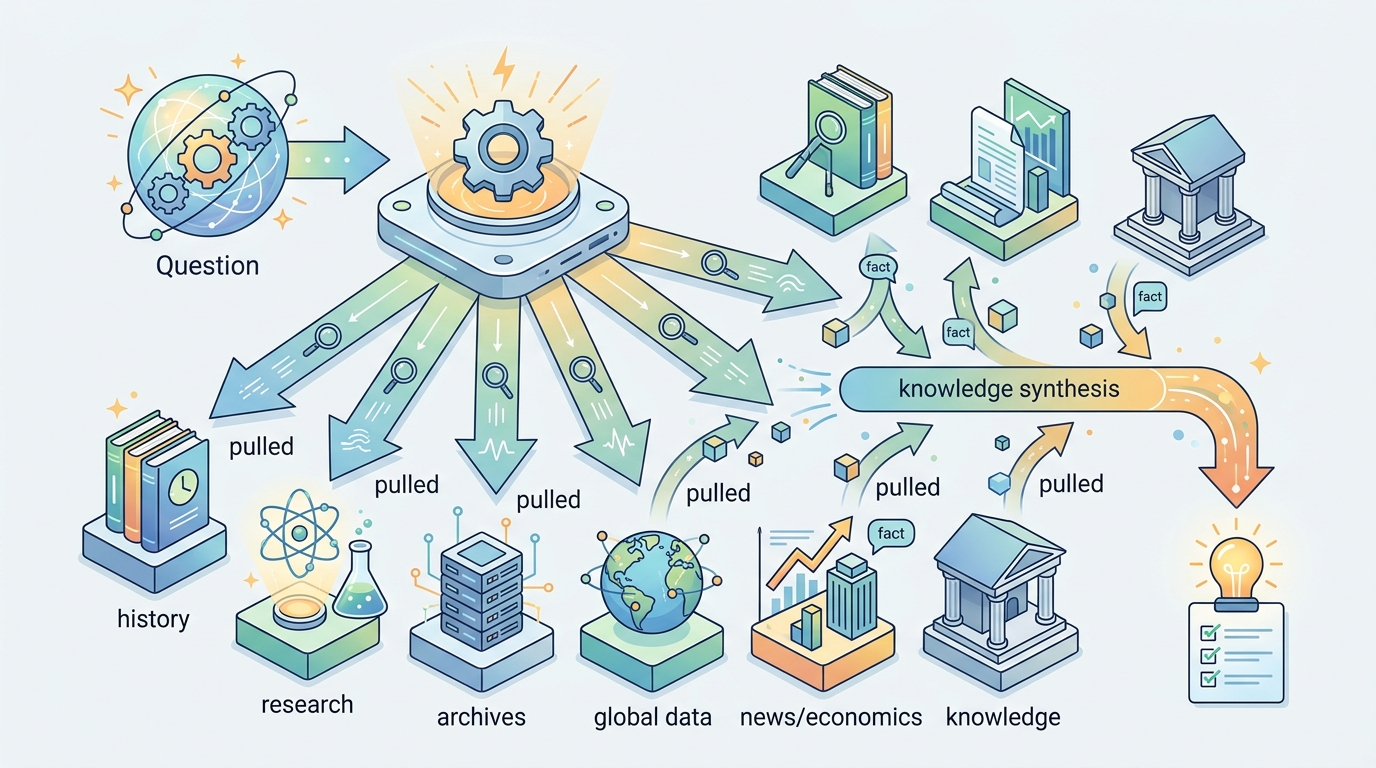 Question
fact
fact
fact
knowledge synthesis
pulled
pulled
pulled
pulled
pulled
pulled
fact
history
research
archives
global data
news/economics
knowledge